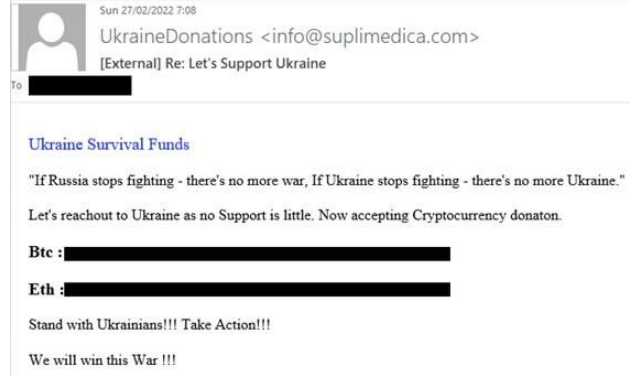 Sun 27/02/2022 7:08
UkraineDonations <info@suplimedica.com>
[External] Re: Let's Support Ukraine
To
Ukraine Survival Funds
"If Russia stops fighting - there's no more war, If Ukraine stops fighting - there's no more Ukraine."
Let's reachout to Ukraine as no Support is little. Now accepting Cryptocurrency donaton.
Btc :
Eth :
Stand with Ukrainians!!! Take Action!!!
We will win this War !!!